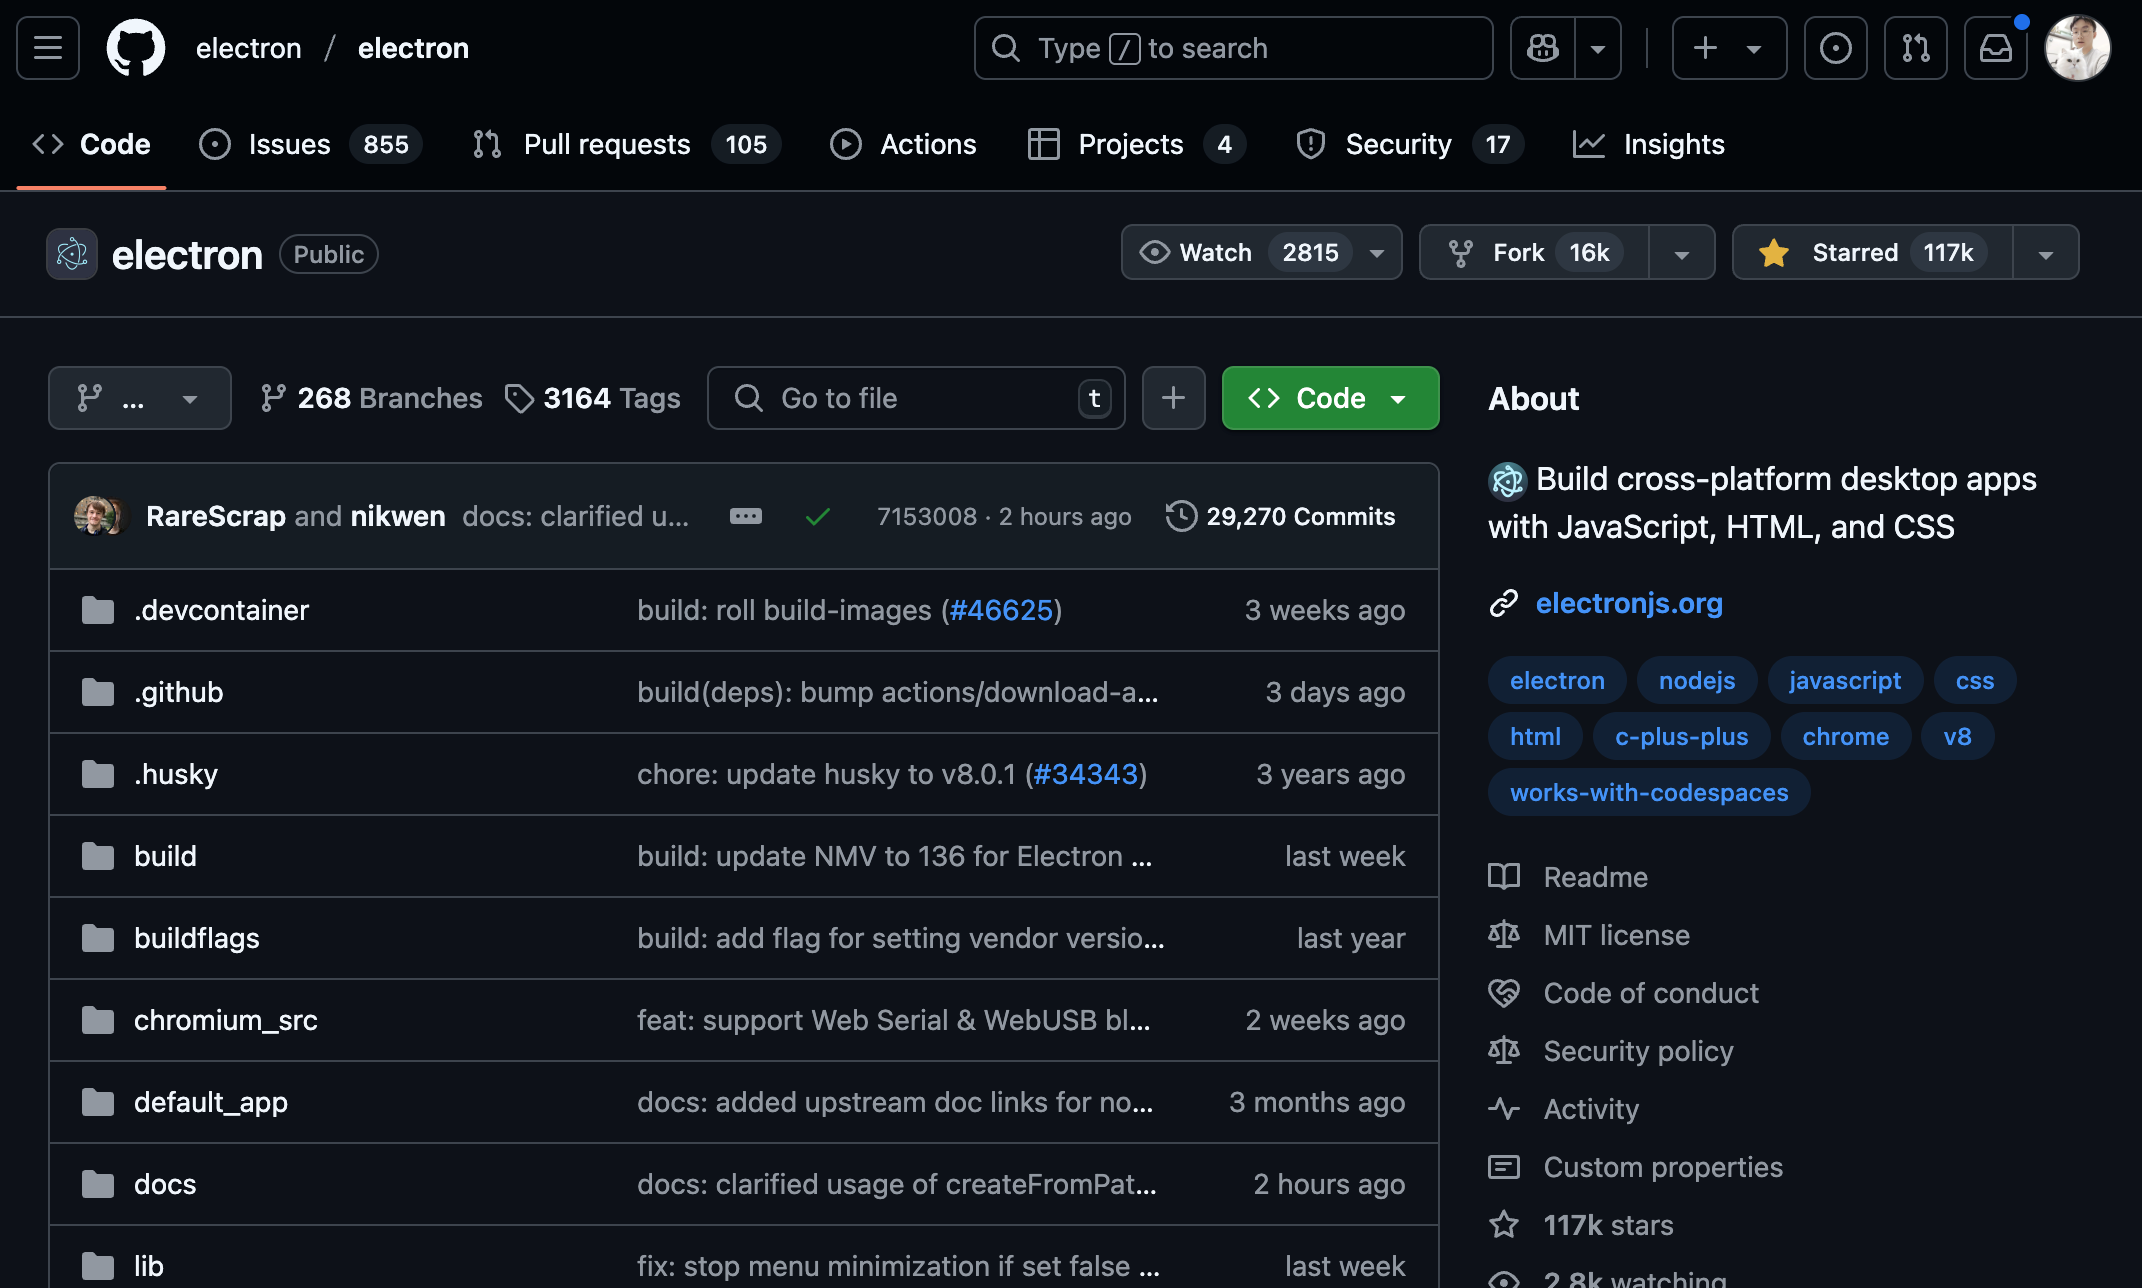 electron / electron
Type / to search
Code
Issues 855
Pull requests 105
Actions
Projects 4
Security 17
Insights
electron Public
Watch 2815
Fork 16k
Starred 117k
...
268 Branches
3164 Tags
Go to file t
Code
RareScrap and nikwen docs: clarified u... 7153008 · 2 hours ago 29,270 Commits
.devcontainer build: roll build-images (#46625) 3 weeks ago
.github build(deps): bump actions/download-a... 3 days ago
.husky chore: update husky to v8.0.1 (#34343) 3 years ago
build build: update NMV to 136 for Electron ... last week
buildflags build: add flag for setting vendor versio... last year
chromium_src feat: support Web Serial & WebUSB bl... 2 weeks ago
default_app docs: added upstream doc links for no... 3 months ago
docs docs: clarified usage of createFromPat... 2 hours ago
lib fix: stop menu minimization if set false ... last week
About
Build cross-platform desktop apps
with JavaScript, HTML, and CSS
electronjs.org
electron nodejs javascript css
html c-plus-plus chrome v8
works-with-codespaces
Readme
MIT license
Code of conduct
Security policy
Activity
Custom properties
117k stars
2.8k watching